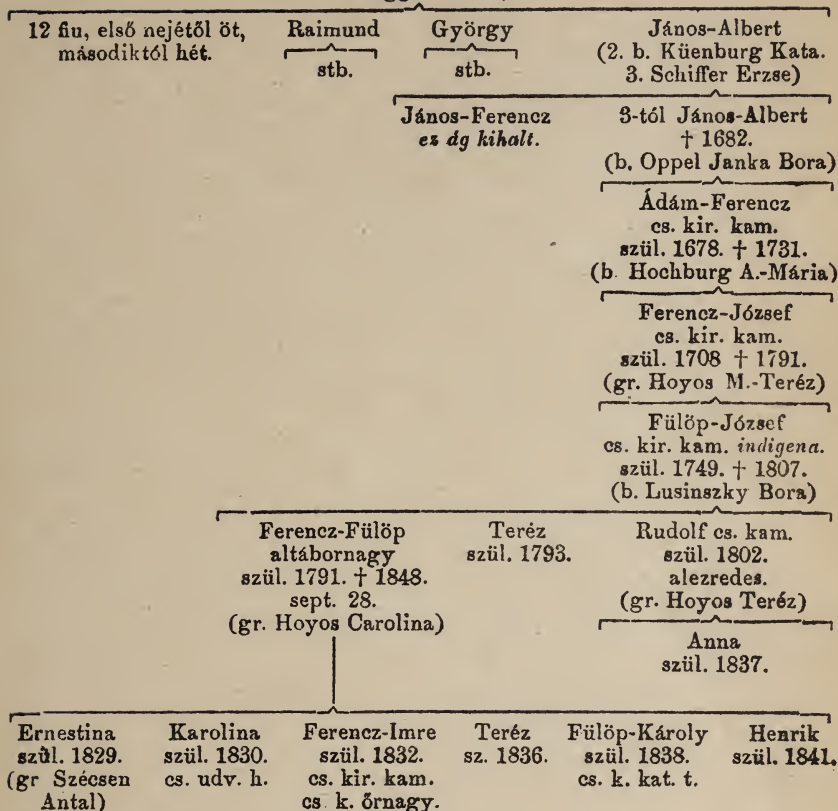 12 fiu, első nejétől öt,
másodiktól hét.
Raimund
stb.
György
stb.
János-Albert
(2. b. Küenburg Kata.
3. Schiffer Erzse)
János-Ferencz
ez ág kihalt.
3-tól János-Albert
† 1682.
(b. Oppel Janka Bora)
Ádám-Ferencz
cs. kir. kam.
szül. 1678. † 1731.
(b. Hochburg A.-Mária)
Ferencz-József
cs. kir. kam.
szül. 1708 † 1791.
(gr. Hoyos M.-Teréz)
Fülöp-József
cs. kir. kam. indigena.
szül. 1749. † 1807.
(b. Lusinszky Bora)
Ferencz-Fülöp
altábornagy
szül. 1791. † 1848.
sept. 28.
(gr. Hoyos Carolina)
Teréz
szül. 1793.
Rudolf cs. kam.
szül. 1802.
alezredes.
(gr. Hoyos Teréz)
Anna
szül. 1837.
Ernestina
szül. 1829.
(gr Szécsen
Antal)
Karolina
szül. 1830.
cs. udv. h.
Ferencz-Imre
szül. 1832.
cs. kir. kam.
cs k. őrnagy.
Teréz
sz. 1836.
Fülöp-Károly
szül. 1838.
cs. k. kat. t.
Henrik
szül. 1841.